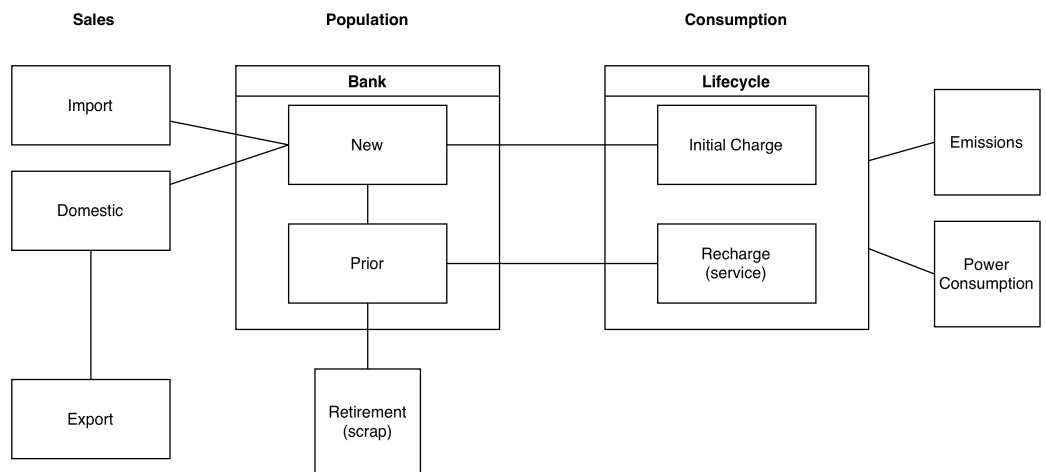 Sales
Population
Consumption
Import
Domestic
Export
Bank
New
Prior
Retirement
(scrap)
Lifecycle
Initial Charge
Recharge
(service)
Emissions
Power
Consumption